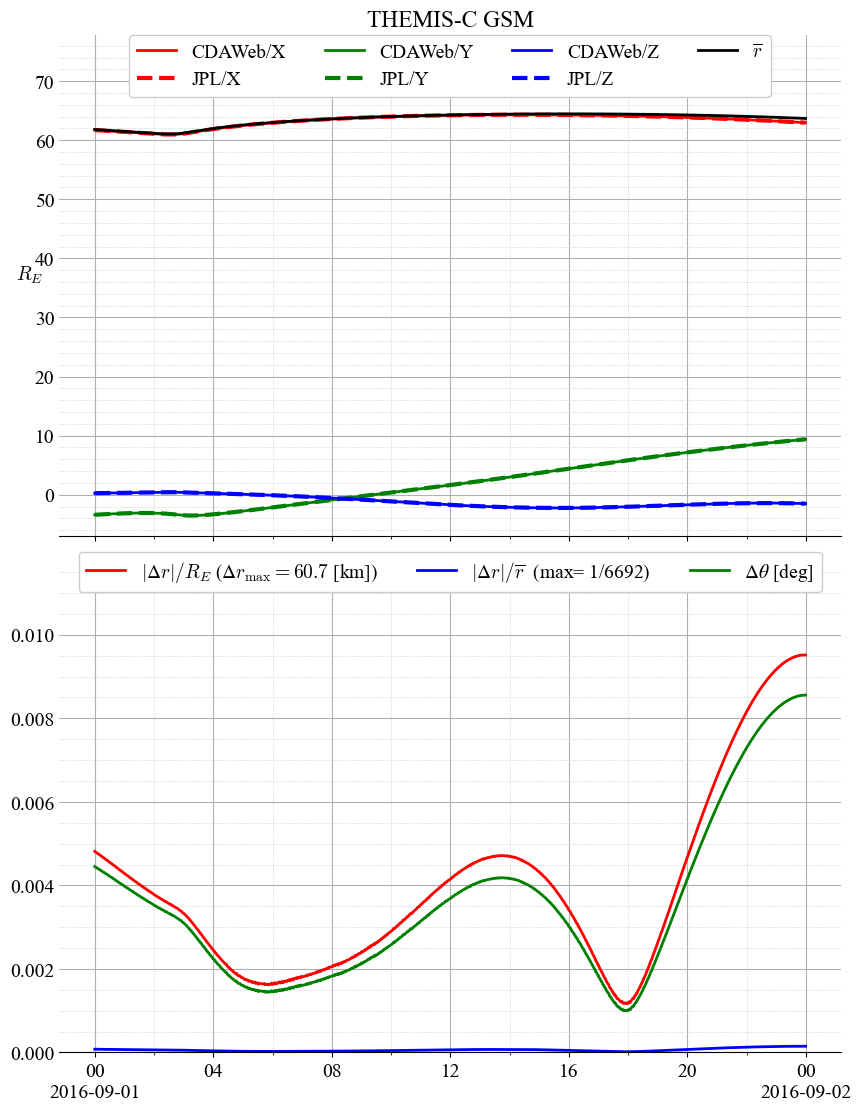 THEMIS-C GSM
CDAWeb/X CDAWeb/Y CDAWeb/Z r̅
JPL/X JPL/Y JPL/Z
70
60
50
40
R_E
30
20
10
0
|Δr|/R_E (Δr_max = 60.7 [km]) |Δr|/r̅ (max= 1/6692) Δθ [deg]
0.010
0.008
0.006
0.004
0.002
0.000
00 04 08 12 16 20 00
2016-09-01 2016-09-02